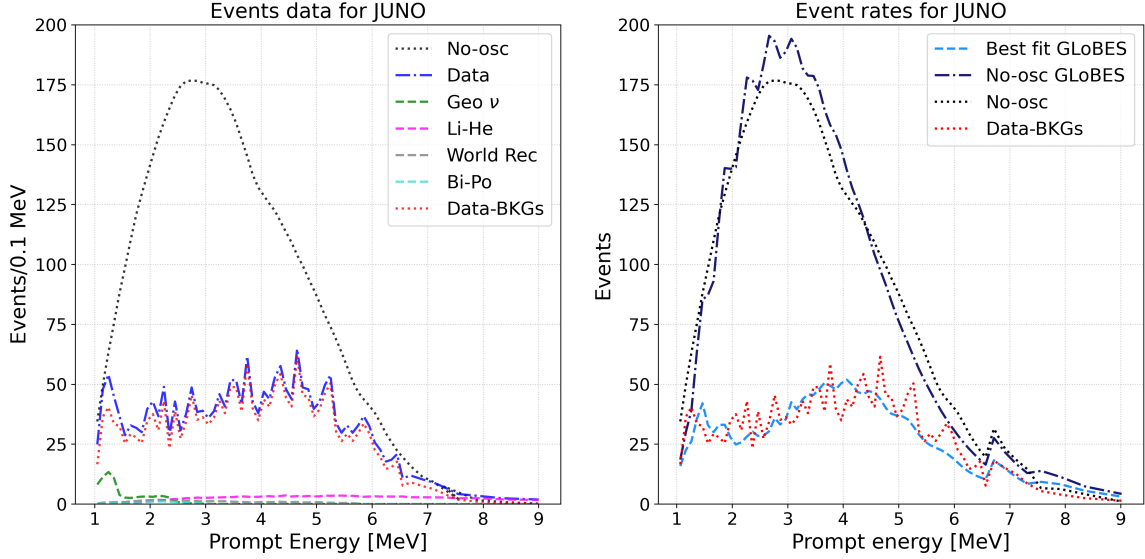 Events data for JUNO
Events/0.1 MeV
200
175
150
125
100
75
50
25
0
No-osc
Data
Geo ν
Li-He
World Rec
Bi-Po
Data-BKGs
1 2 3 4 5 6 7 8 9
Prompt Energy [MeV]
Event rates for JUNO
Events
200
175
150
125
100
75
50
25
0
Best fit GLoBES
No-osc GLoBES
No-osc
Data-BKGs
1 2 3 4 5 6 7 8 9
Prompt energy [MeV]